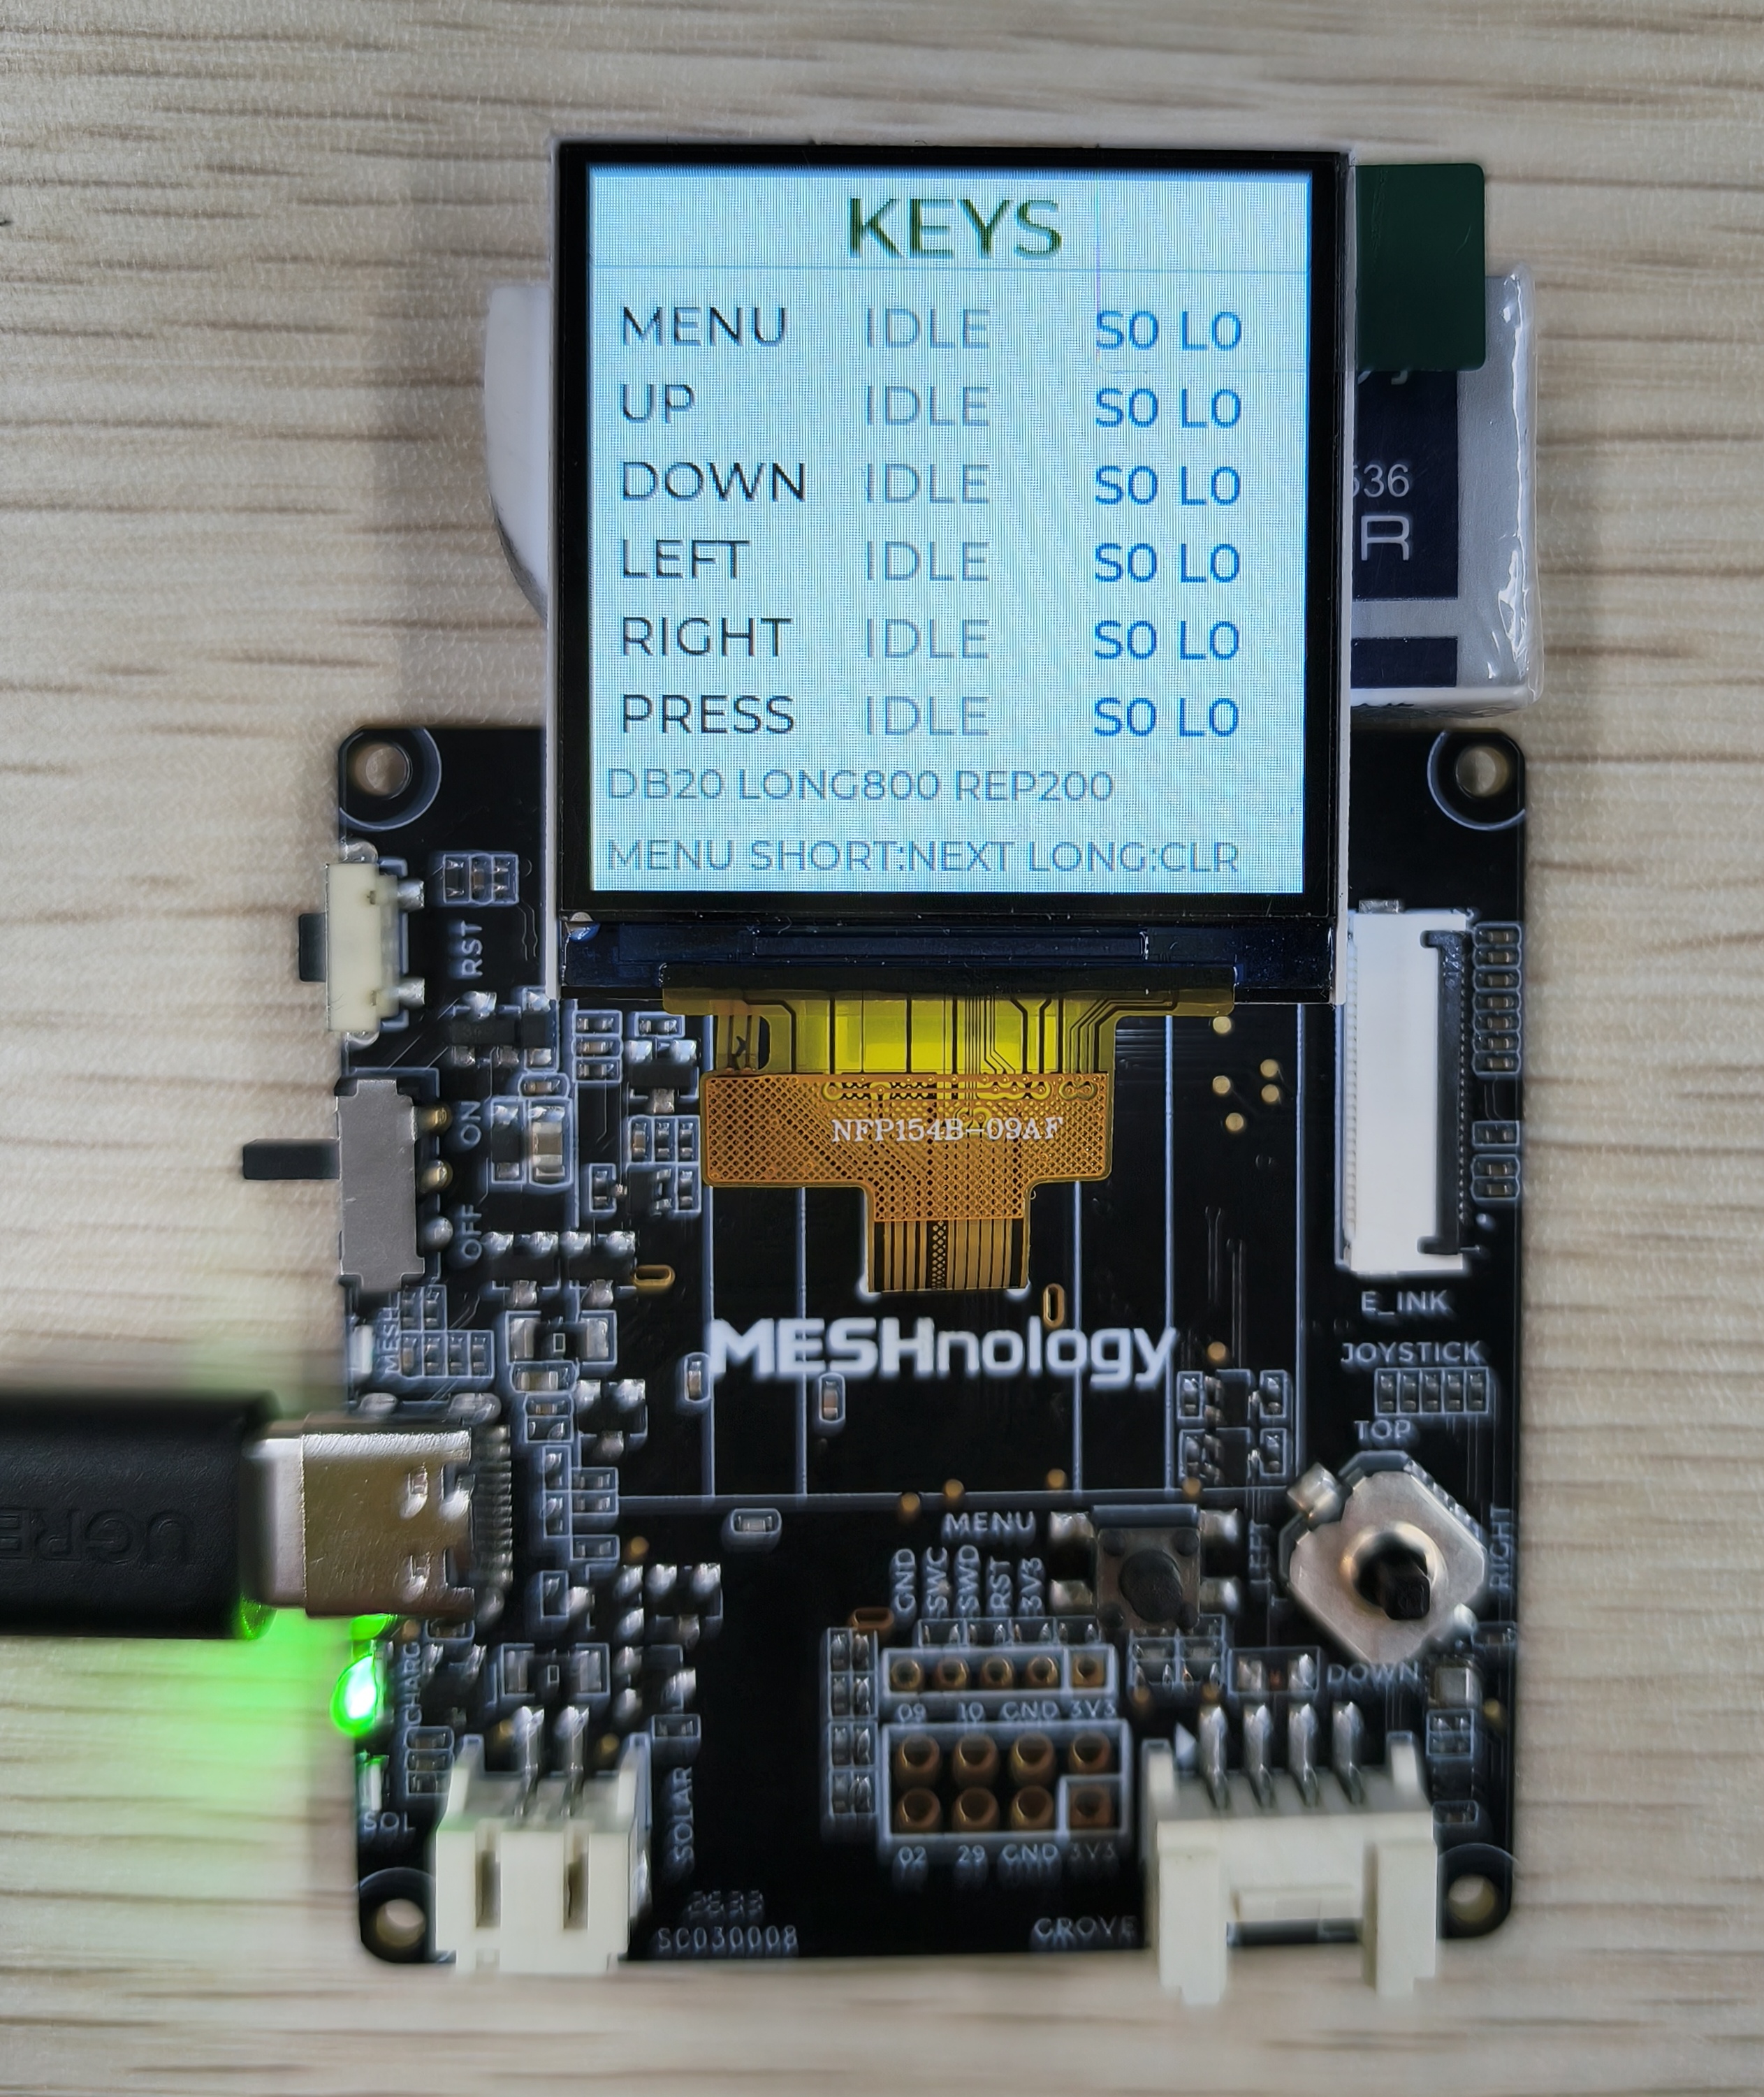 KEYS
MENU IDLE S0 L0
UP IDLE S0 L0
DOWN IDLE S0 L0
LEFT IDLE S0 L0
RIGHT IDLE S0 L0
PRESS IDLE S0 L0
DB20 LONG800 REP200
MENU SHORT:NEXT LONG:CLR
536
R
RST
ON
OFF
NFP154B-09AF
MESH
MESHnology
E_INK
JOYSTICK
TOP
LEFT
RIGHT
DOWN
MENU
GND
SWC
SWD
RST
3V3
09 10 GND 3V3
02 29 GND 3V3
UGRE
CHARG
SOL
SOLAR
SC030008
GROVE